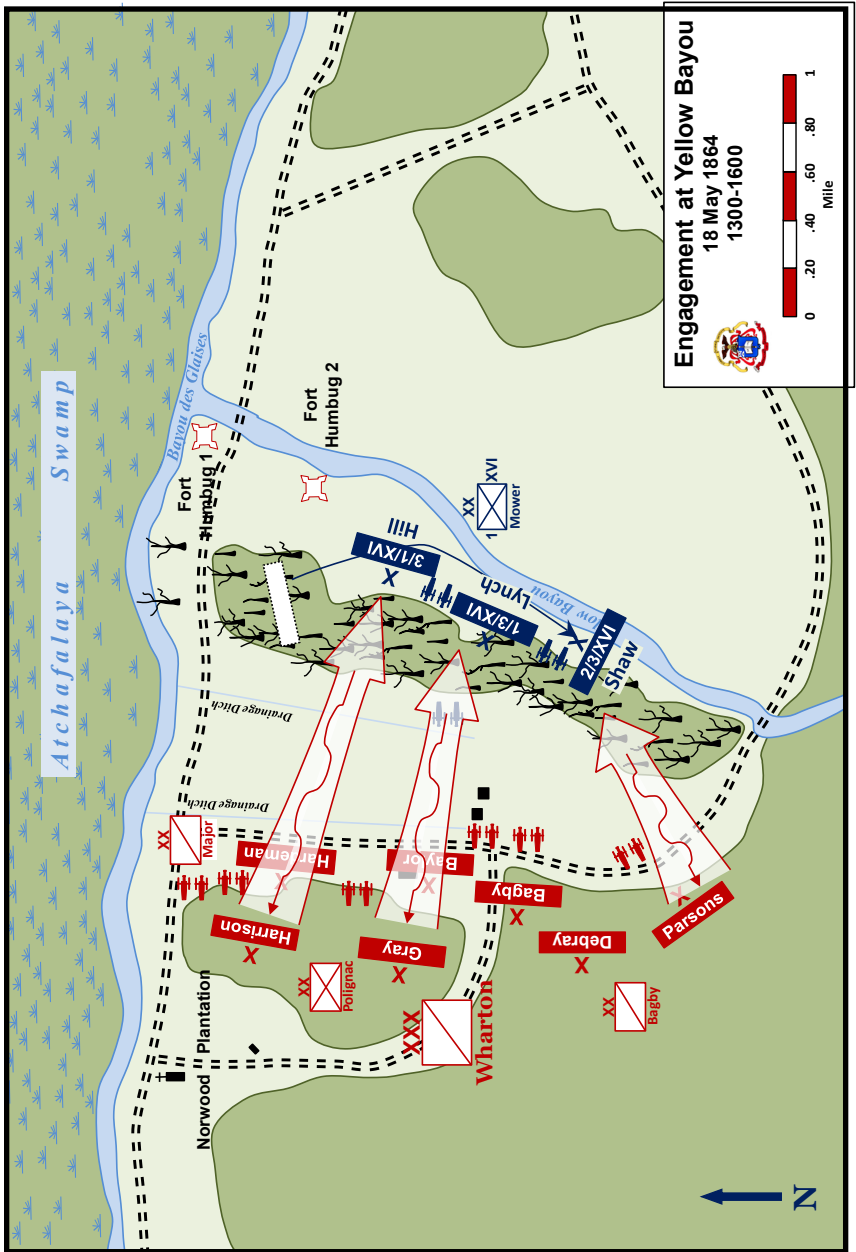 Engagement at Yellow Bayou
18 May 1864
1300-1600
0 .20 .40 .60 .80 1
Mile
Atchafalaya Swamp
Bayou des Glaises
Fort
Humbug 1
Fort
Humbug 2
XX
1 XVI
Mower
Hill
3/1/XVI
X
Lynch
1/3/XVI
X
low Bayou
X
2/3/XVI
Shaw
Drainage Ditch
Drainage Ditch
XX
Major
Hardeman
X
Baylor
X
Harrison
X
Gray
X
Bagby
X
Debray
X
X
Parsons
XX
Polignac
XX
Bagby
XXX
Wharton
Norwood Plantation
N